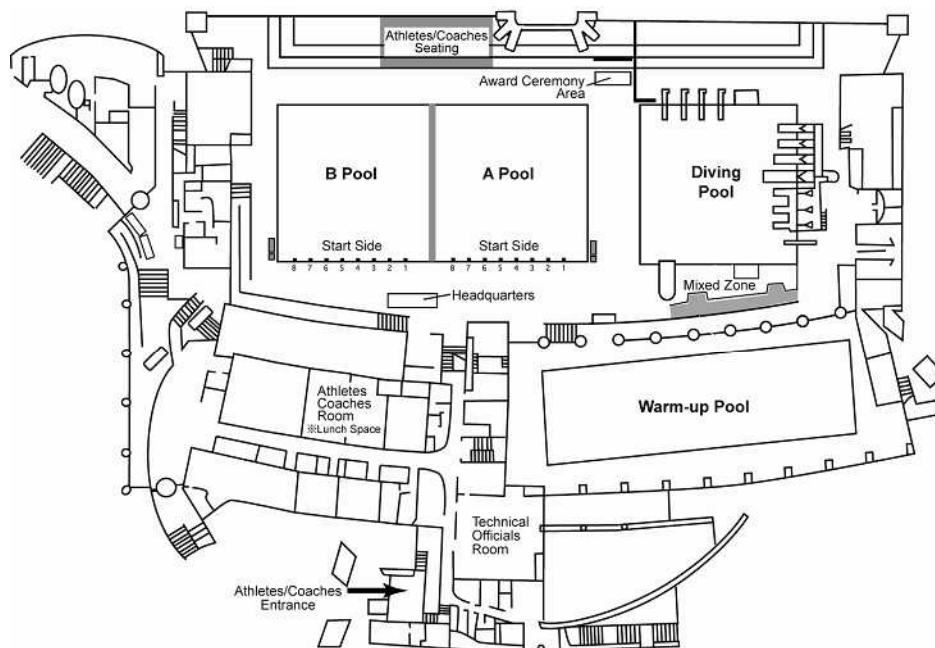 Athletes/Coaches
Seating
Award Ceremony
Area
B Pool
A Pool
Diving
Pool
Start Side
Start Side
8 7 6 5 4 3 2 1
8 7 6 5 4 3 2 1
Mixed Zone
Headquarters
Athletes
Coaches
Room
※Lunch Space
Warm-up Pool
Technical
Officials
Room
Athletes/Coaches
Entrance